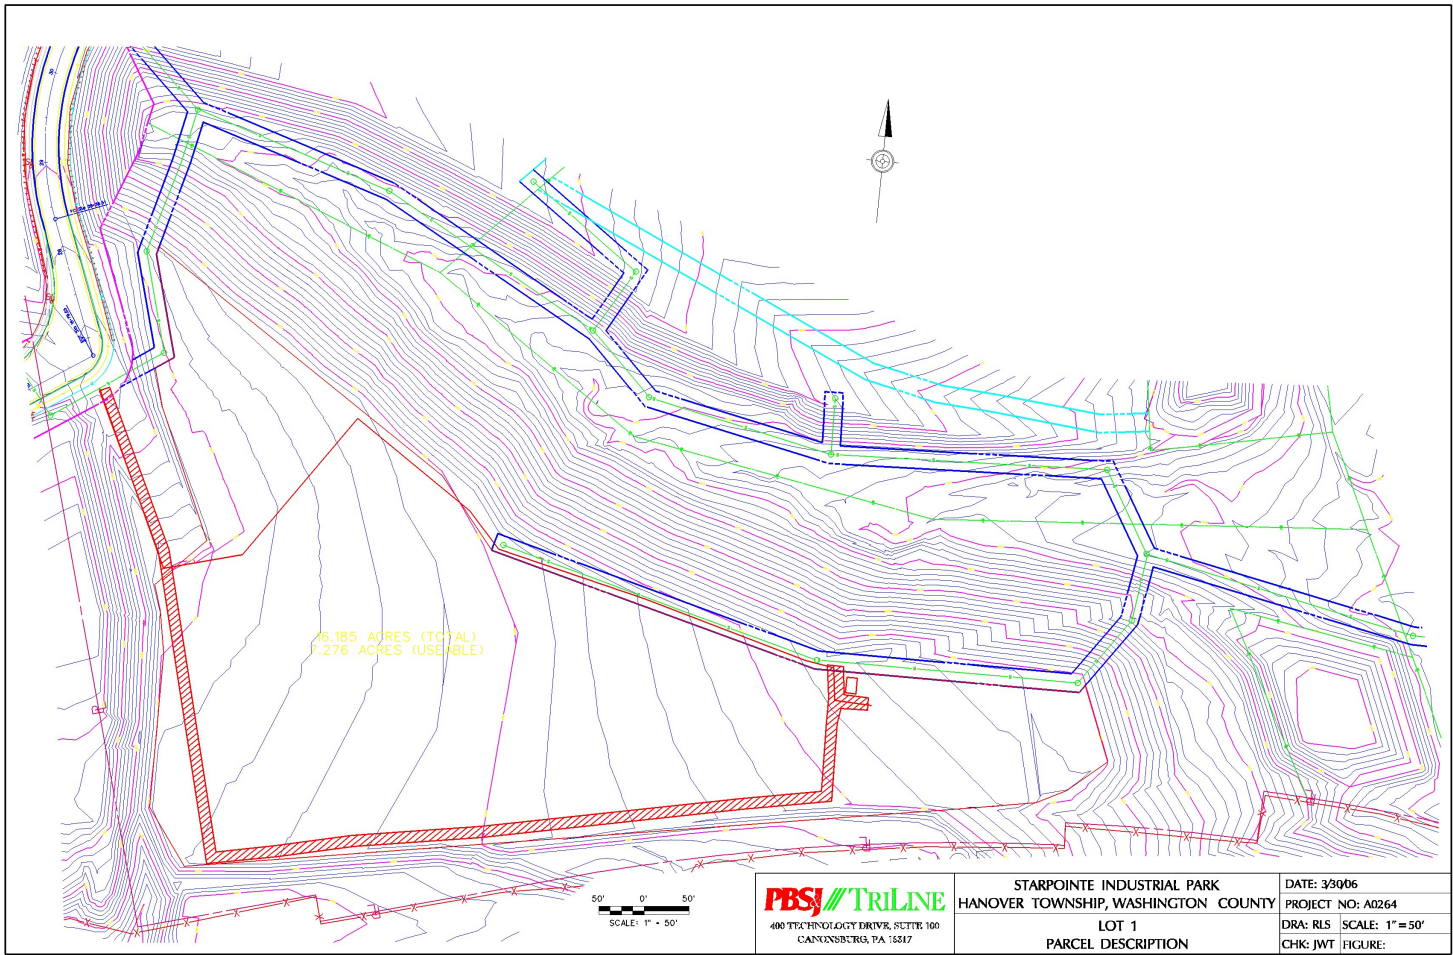 16.185 ACRES (TOTAL)
7.276 ACRES (USEABLE)
50' 0' 50'
SCALE: 1" = 50'
PBSJ // TRILINE
400 TECHNOLOGY DRIVE, SUITE 100
CANONSBURG, PA 15317
STARPOINTE INDUSTRIAL PARK
HANOVER TOWNSHIP, WASHINGTON COUNTY
LOT 1
PARCEL DESCRIPTION
DATE: 3/30/06
PROJECT NO: A0264
DRA: RLS SCALE: 1"=50'
CHK: JWT FIGURE: